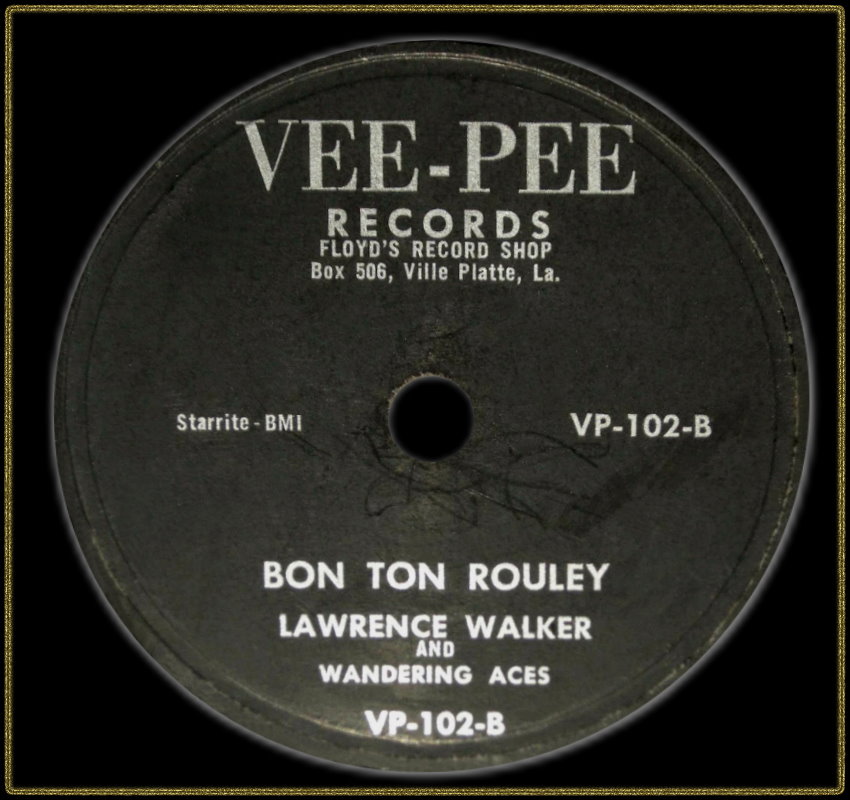 VEE-PEE
RECORDS
FLOYD'S RECORD SHOP
Box 506, Ville Platte, La.
Starrite - BMI
VP-102-B
BON TON ROULEY
LAWRENCE WALKER
AND
WANDERING ACES
VP-102-B